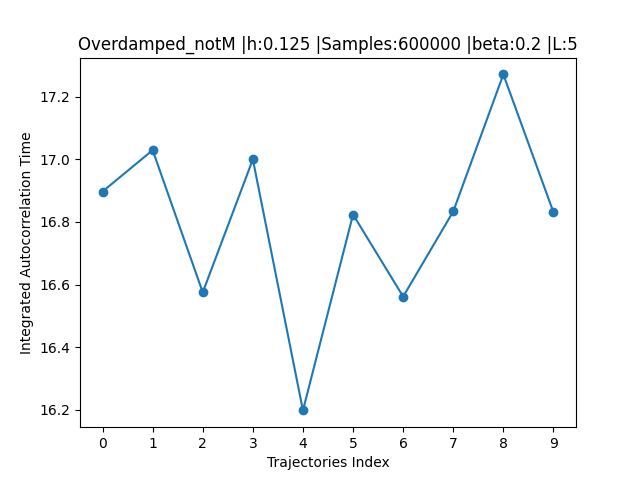 Overdamped_notM |h:0.125 |Samples:600000 |beta:0.2 |L:5
17.2
17.0
16.8
16.6
16.4
16.2
Integrated Autocorrelation Time
0 1 2 3 4 5 6 7 8 9
Trajectories Index